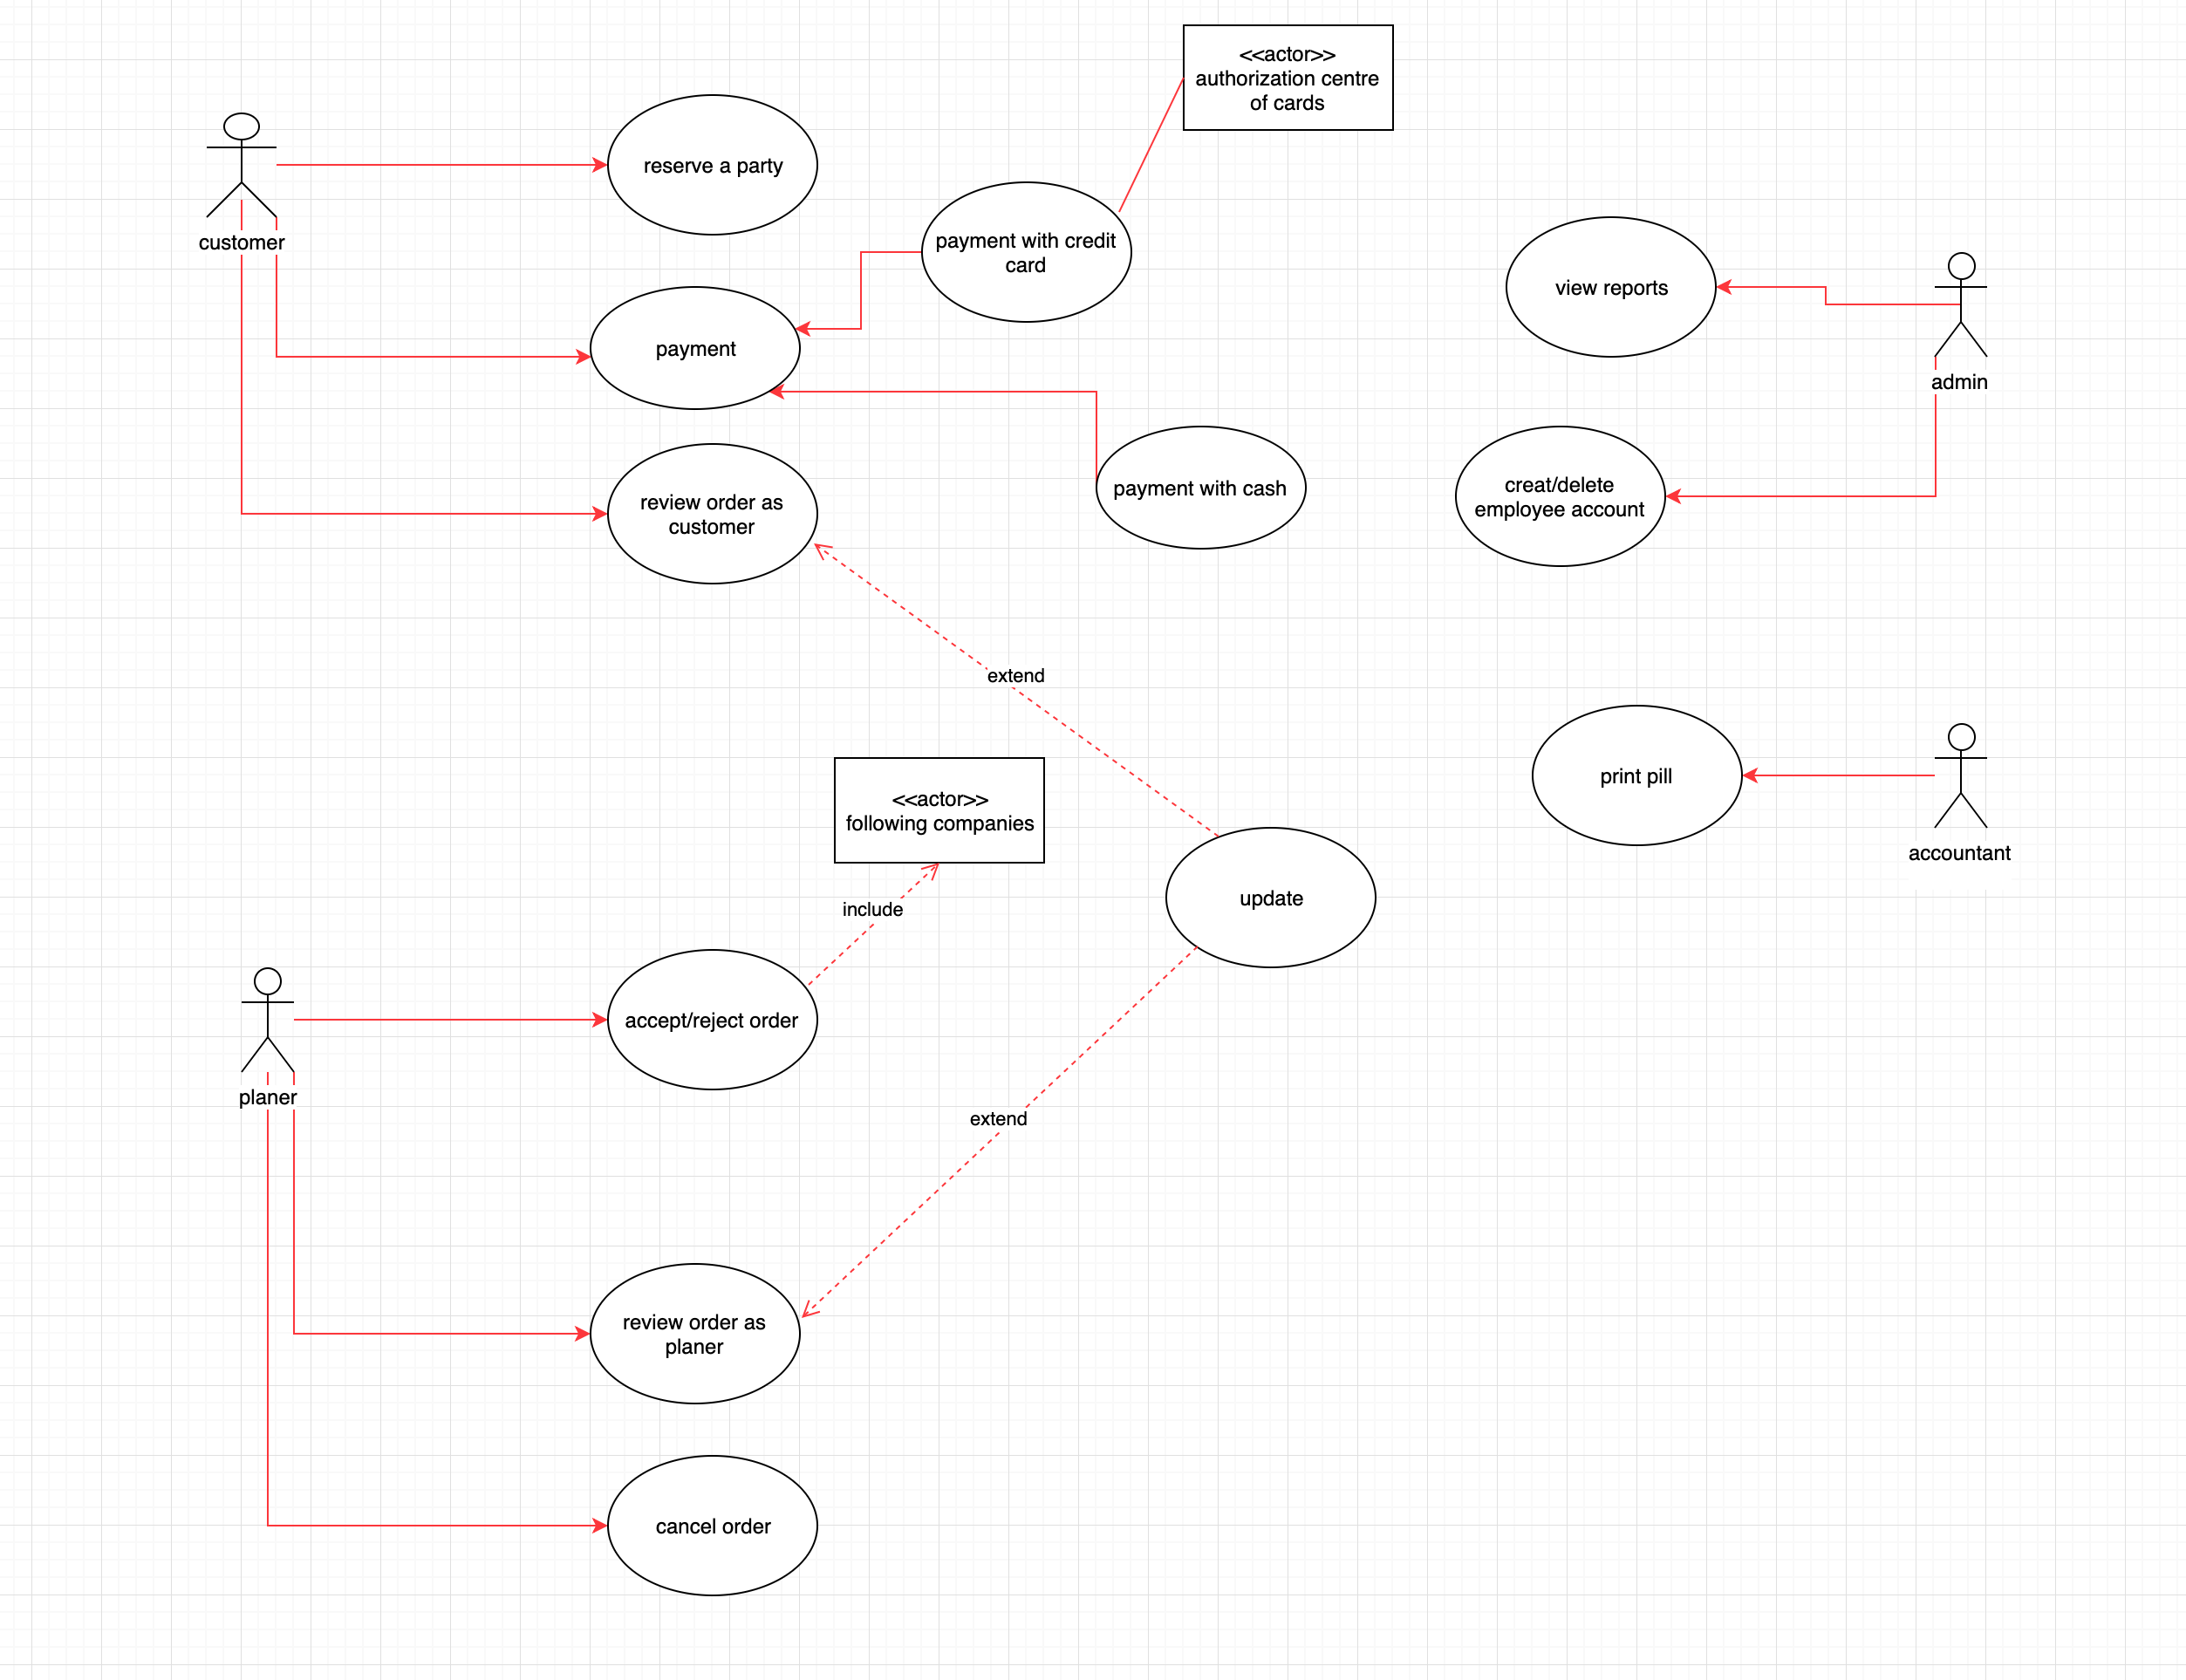 <<actor>>
authorization centre
of cards
reserve a party
customer
payment with credit
card
view reports
payment
admin
review order as
customer
payment with cash
creat/delete
employee account
extend
<<actor>>
following companies
print pill
accountant
include
update
accept/reject order
planer
extend
review order as
planer
cancel order